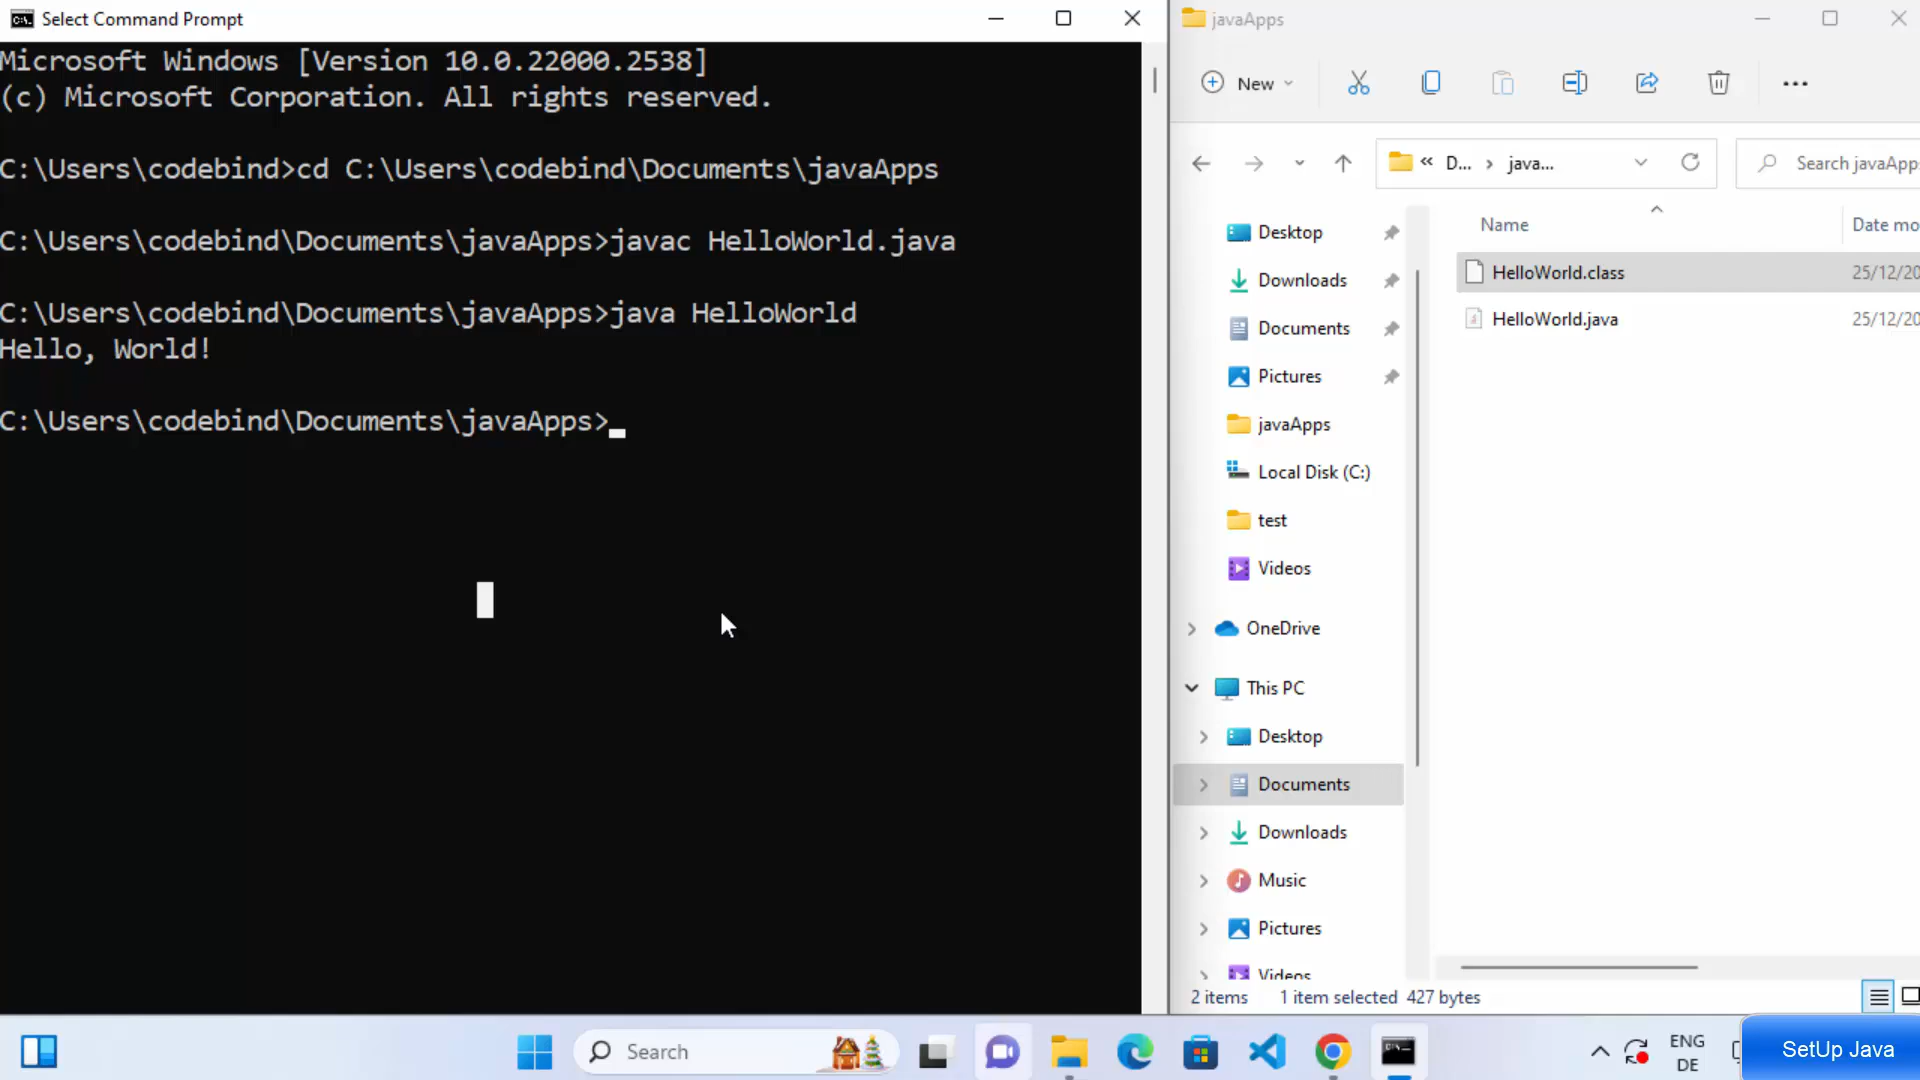 Select Command Prompt
Microsoft Windows [Version 10.0.22000.2538]
(c) Microsoft Corporation. All rights reserved.
C:\Users\codebind>cd C:\Users\codebind\Documents\javaApps
C:\Users\codebind\Documents\javaApps>javac HelloWorld.java
C:\Users\codebind\Documents\javaApps>java HelloWorld
Hello, World!
C:\Users\codebind\Documents\javaApps>
javaApps
New
« D... › java...
Search javaApps
Name
Date mo
HelloWorld.class
25/12/20
HelloWorld.java
25/12/20
Desktop
Downloads
Documents
Pictures
javaApps
Local Disk (C:)
test
Videos
OneDrive
This PC
Desktop
Documents
Downloads
Music
Pictures
Videos
2 items
1 item selected 427 bytes
Search
ENG
DE
SetUp Java